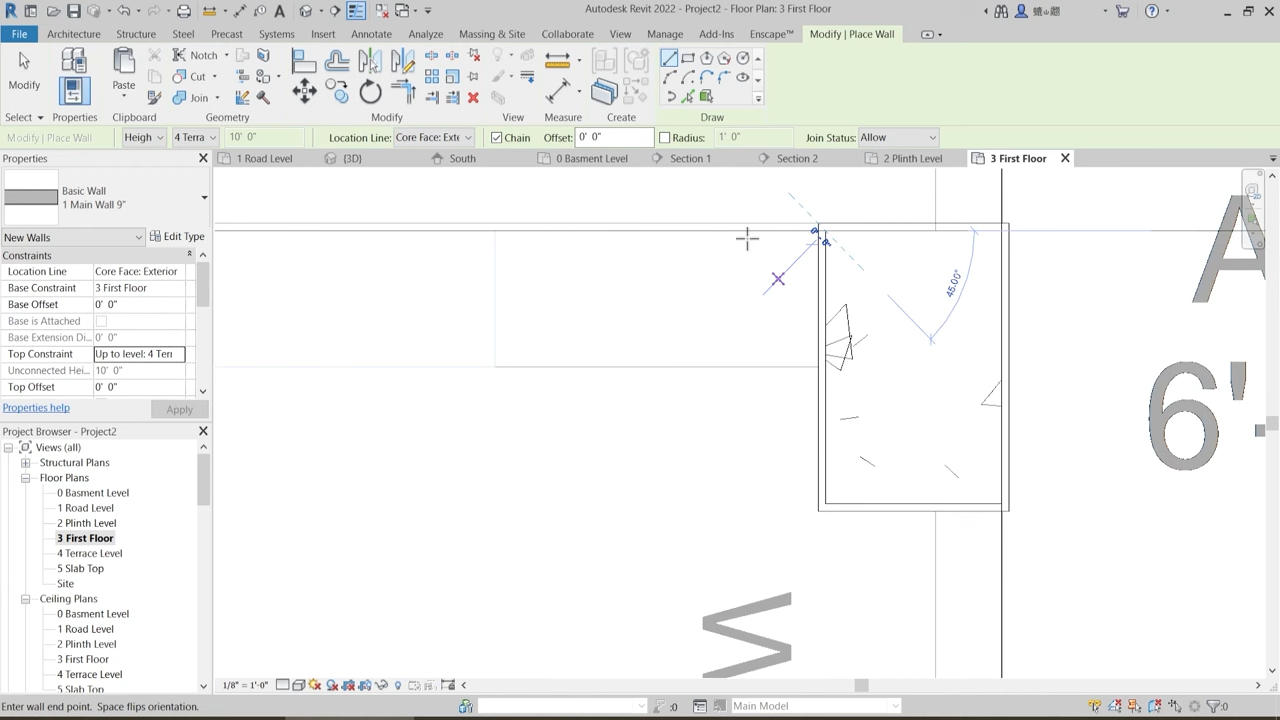 Autodesk Revit 2022 - Project2 - Floor Plan: 3 First Floor
File Architecture Structure Steel Precast Systems Insert Annotate Analyze Massing & Site Collaborate View Manage Add-Ins Enscape™ Modify | Place Wall
Notch
Cut
Join
Modify Paste
Select Properties Clipboard Geometry Modify View Measure Create Draw
Modify | Place Wall Heigh 4 Terra 10' 0" Location Line: Core Face: Exte Chain Offset: 0' 0" Radius: 1' 0" Join Status: Allow
Properties
1 Road Level {3D} South 0 Basment Level Section 1 Section 2 2 Plinth Level 3 First Floor
Basic Wall
1 Main Wall 9"
New Walls Edit Type
Constraints
Location Line Core Face: Exterior
Base Constraint 3 First Floor
Base Offset 0' 0"
Base is Attached
Base Extension Di...
Top Constraint Up to level: 4 Terr
Unconnected Hei... 10' 0"
Top Offset 0' 0"
Properties help Apply
Project Browser - Project2
Views (all)
Structural Plans
Floor Plans
0 Basment Level
1 Road Level
2 Plinth Level
3 First Floor
4 Terrace Level
5 Slab Top
Site
Ceiling Plans
0 Basment Level
1 Road Level
2 Plinth Level
3 First Floor
4 Terrace Level
5 Slab Top
45.00°
A
6'
W
1/8" = 1'-0"
Enter wall end point. Space flips orientation. :0 Main Model :0